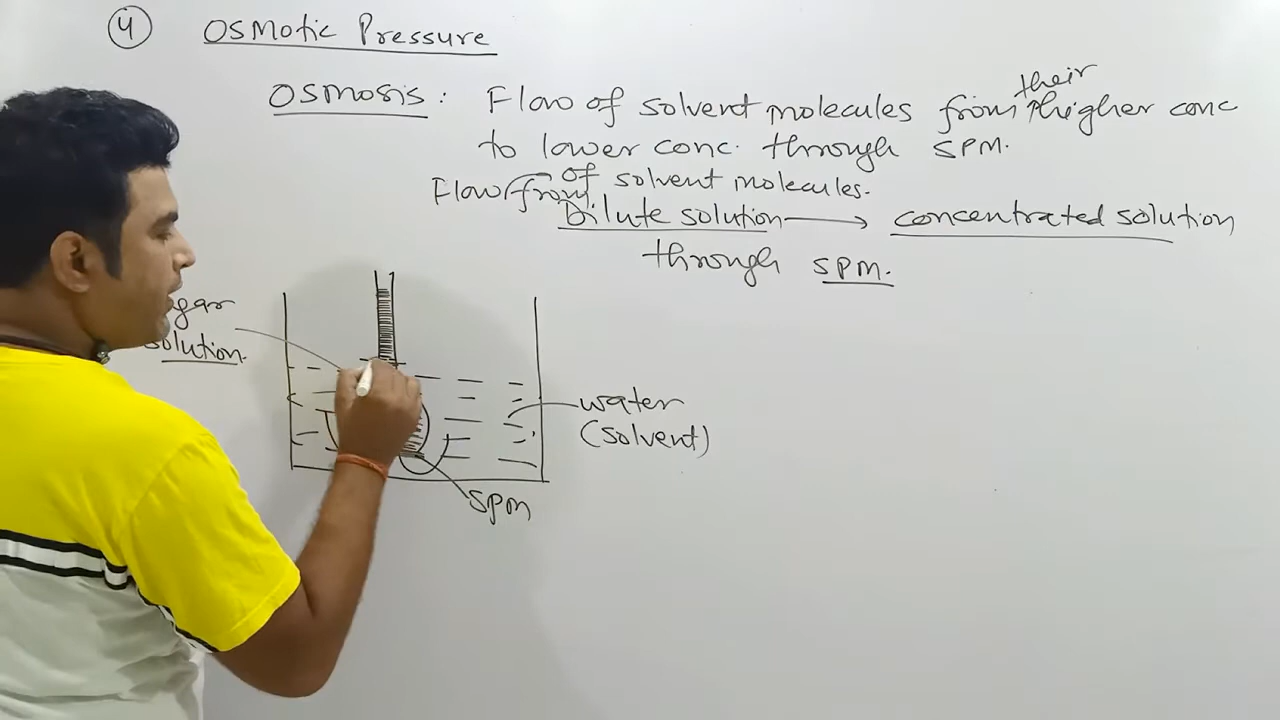 4 Osmotic Pressure
Osmosis: Flow of solvent molecules from their higher conc
to lower conc. through SPM.
Flow from of solvent molecules.
Dilute solution → concentrated solution
through SPM.
solution.
water
(solvent)
SPM